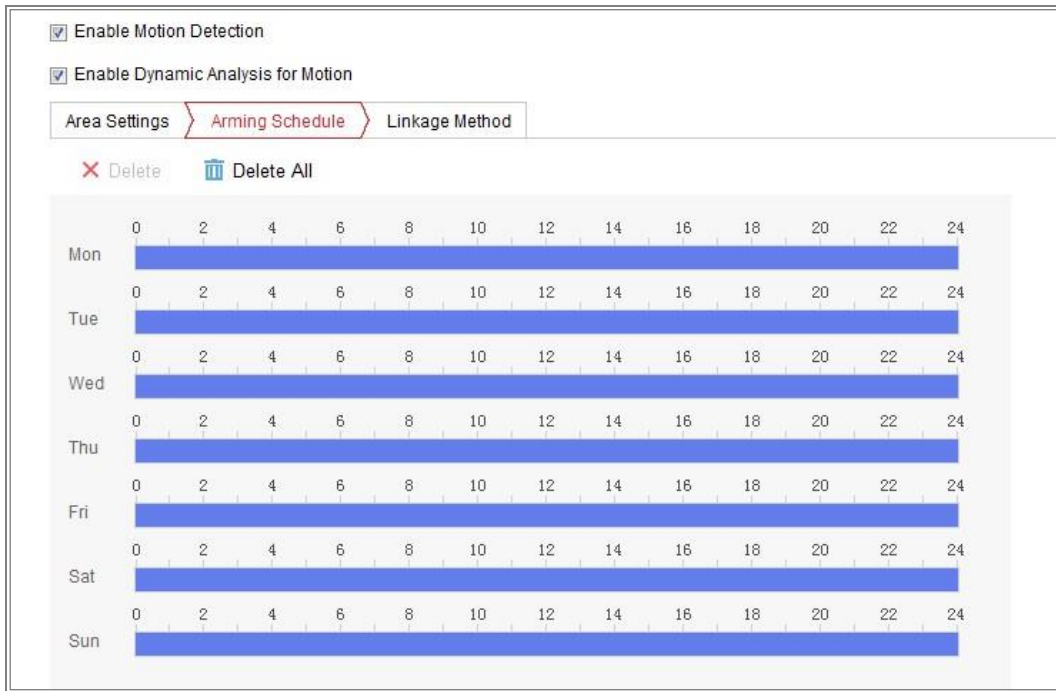 Enable Motion Detection
Enable Dynamic Analysis for Motion
Area Settings Arming Schedule Linkage Method
Delete Delete All
0 2 4 6 8 10 12 14 16 18 20 22 24
Mon
0 2 4 6 8 10 12 14 16 18 20 22 24
Tue
0 2 4 6 8 10 12 14 16 18 20 22 24
Wed
0 2 4 6 8 10 12 14 16 18 20 22 24
Thu
0 2 4 6 8 10 12 14 16 18 20 22 24
Fri
0 2 4 6 8 10 12 14 16 18 20 22 24
Sat
0 2 4 6 8 10 12 14 16 18 20 22 24
Sun